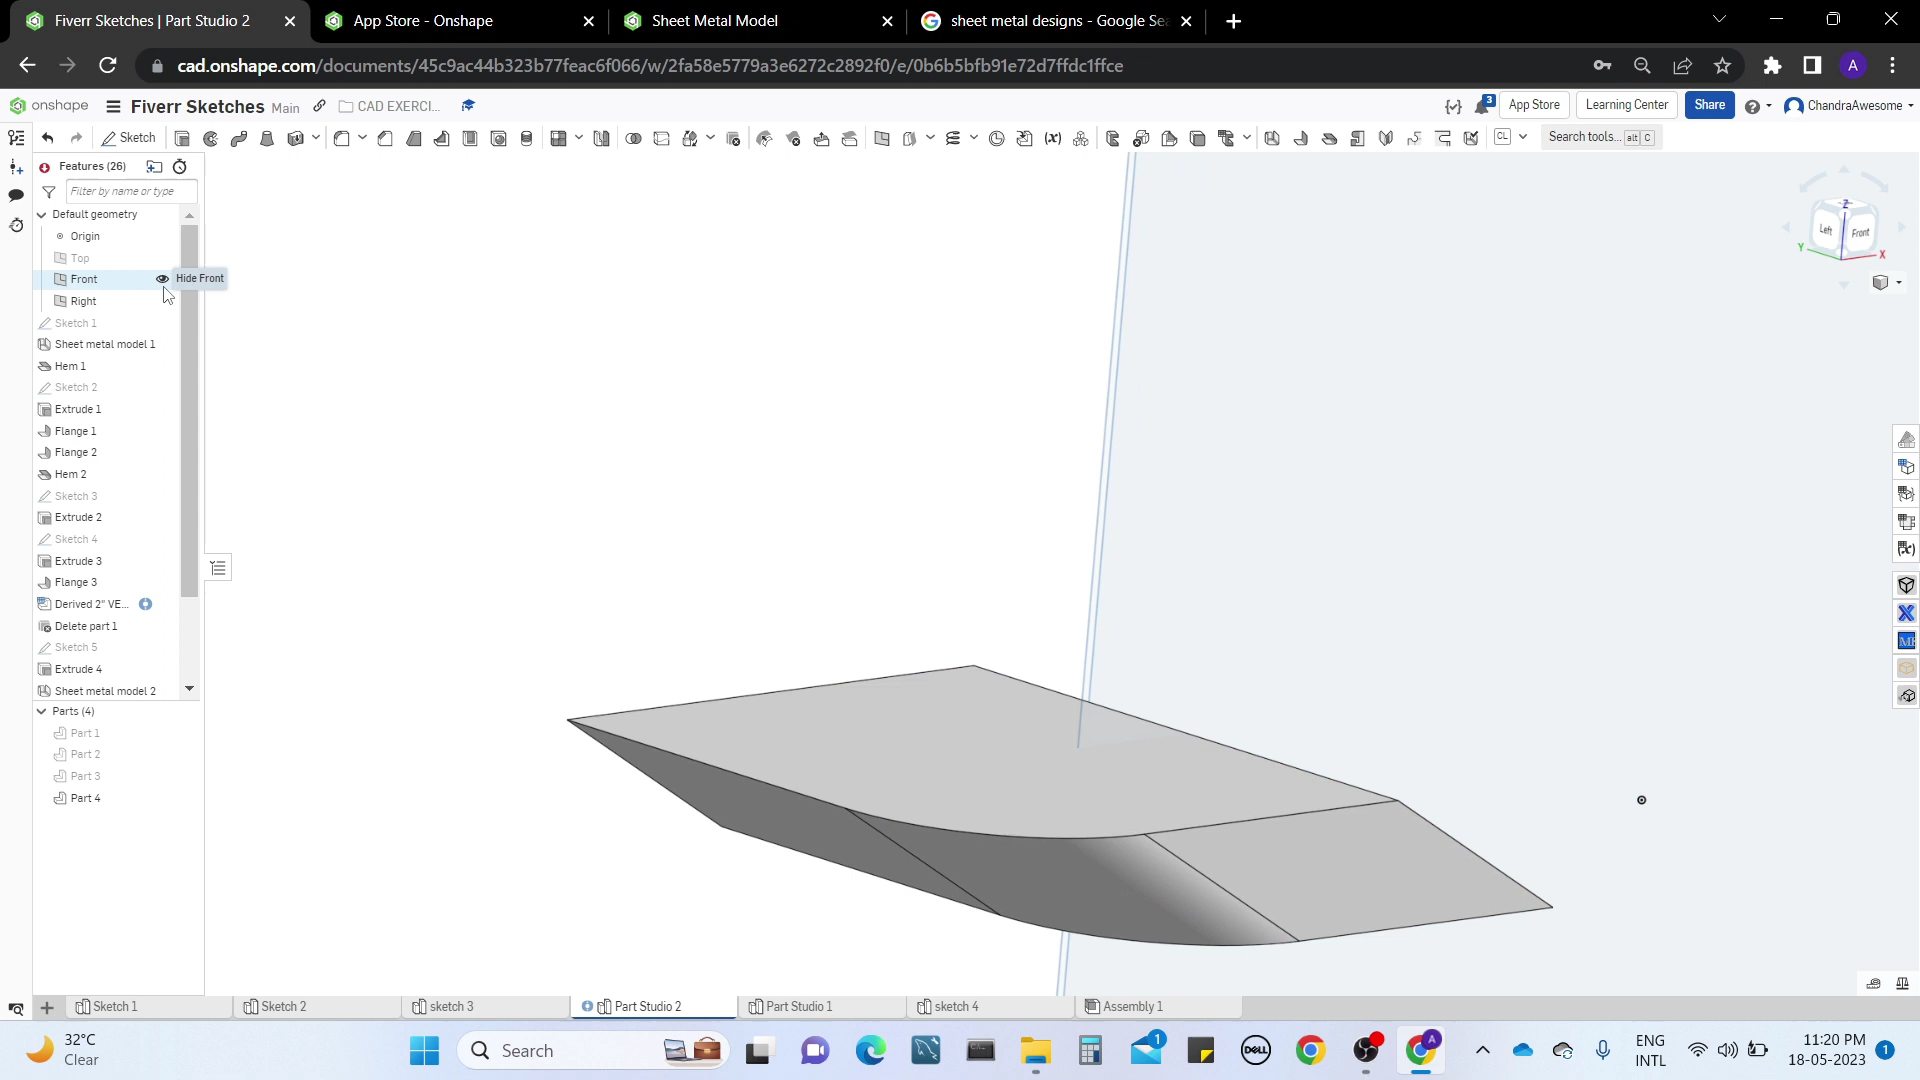 Fiverr Sketches | Part Studio 2
App Store - Onshape
Sheet Metal Model
sheet metal designs - Google Sea
cad.onshape.com/documents/45c9ac44b323b77feac6f066/w/2fa58e5779a3e6272c2892f0/e/0b6b5bfb91e72d7ffdc1ffce
A
onshape
Fiverr Sketches Main
CAD EXERCI...
3
App Store
Learning Center
Share
ChandraAwesome
Sketch
CL
Search tools... alt C
Features (26)
Filter by name or type
Default geometry
Origin
Top
Front
Hide Front
Right
Sketch 1
Sheet metal model 1
Hem 1
Sketch 2
Extrude 1
Flange 1
Flange 2
Hem 2
Sketch 3
Extrude 2
Sketch 4
Extrude 3
Flange 3
Derived 2" VE...
Delete part 1
Sketch 5
Extrude 4
Sheet metal model 2
Parts (4)
Part 1
Part 2
Part 3
Part 4
Z
Left
Front
Y
X
Sketch 1
Sketch 2
sketch 3
Part Studio 2
Part Studio 1
sketch 4
Assembly 1
32°C
Clear
Search
1
DELL
A
ENG
INTL
11:20 PM
18-05-2023
1